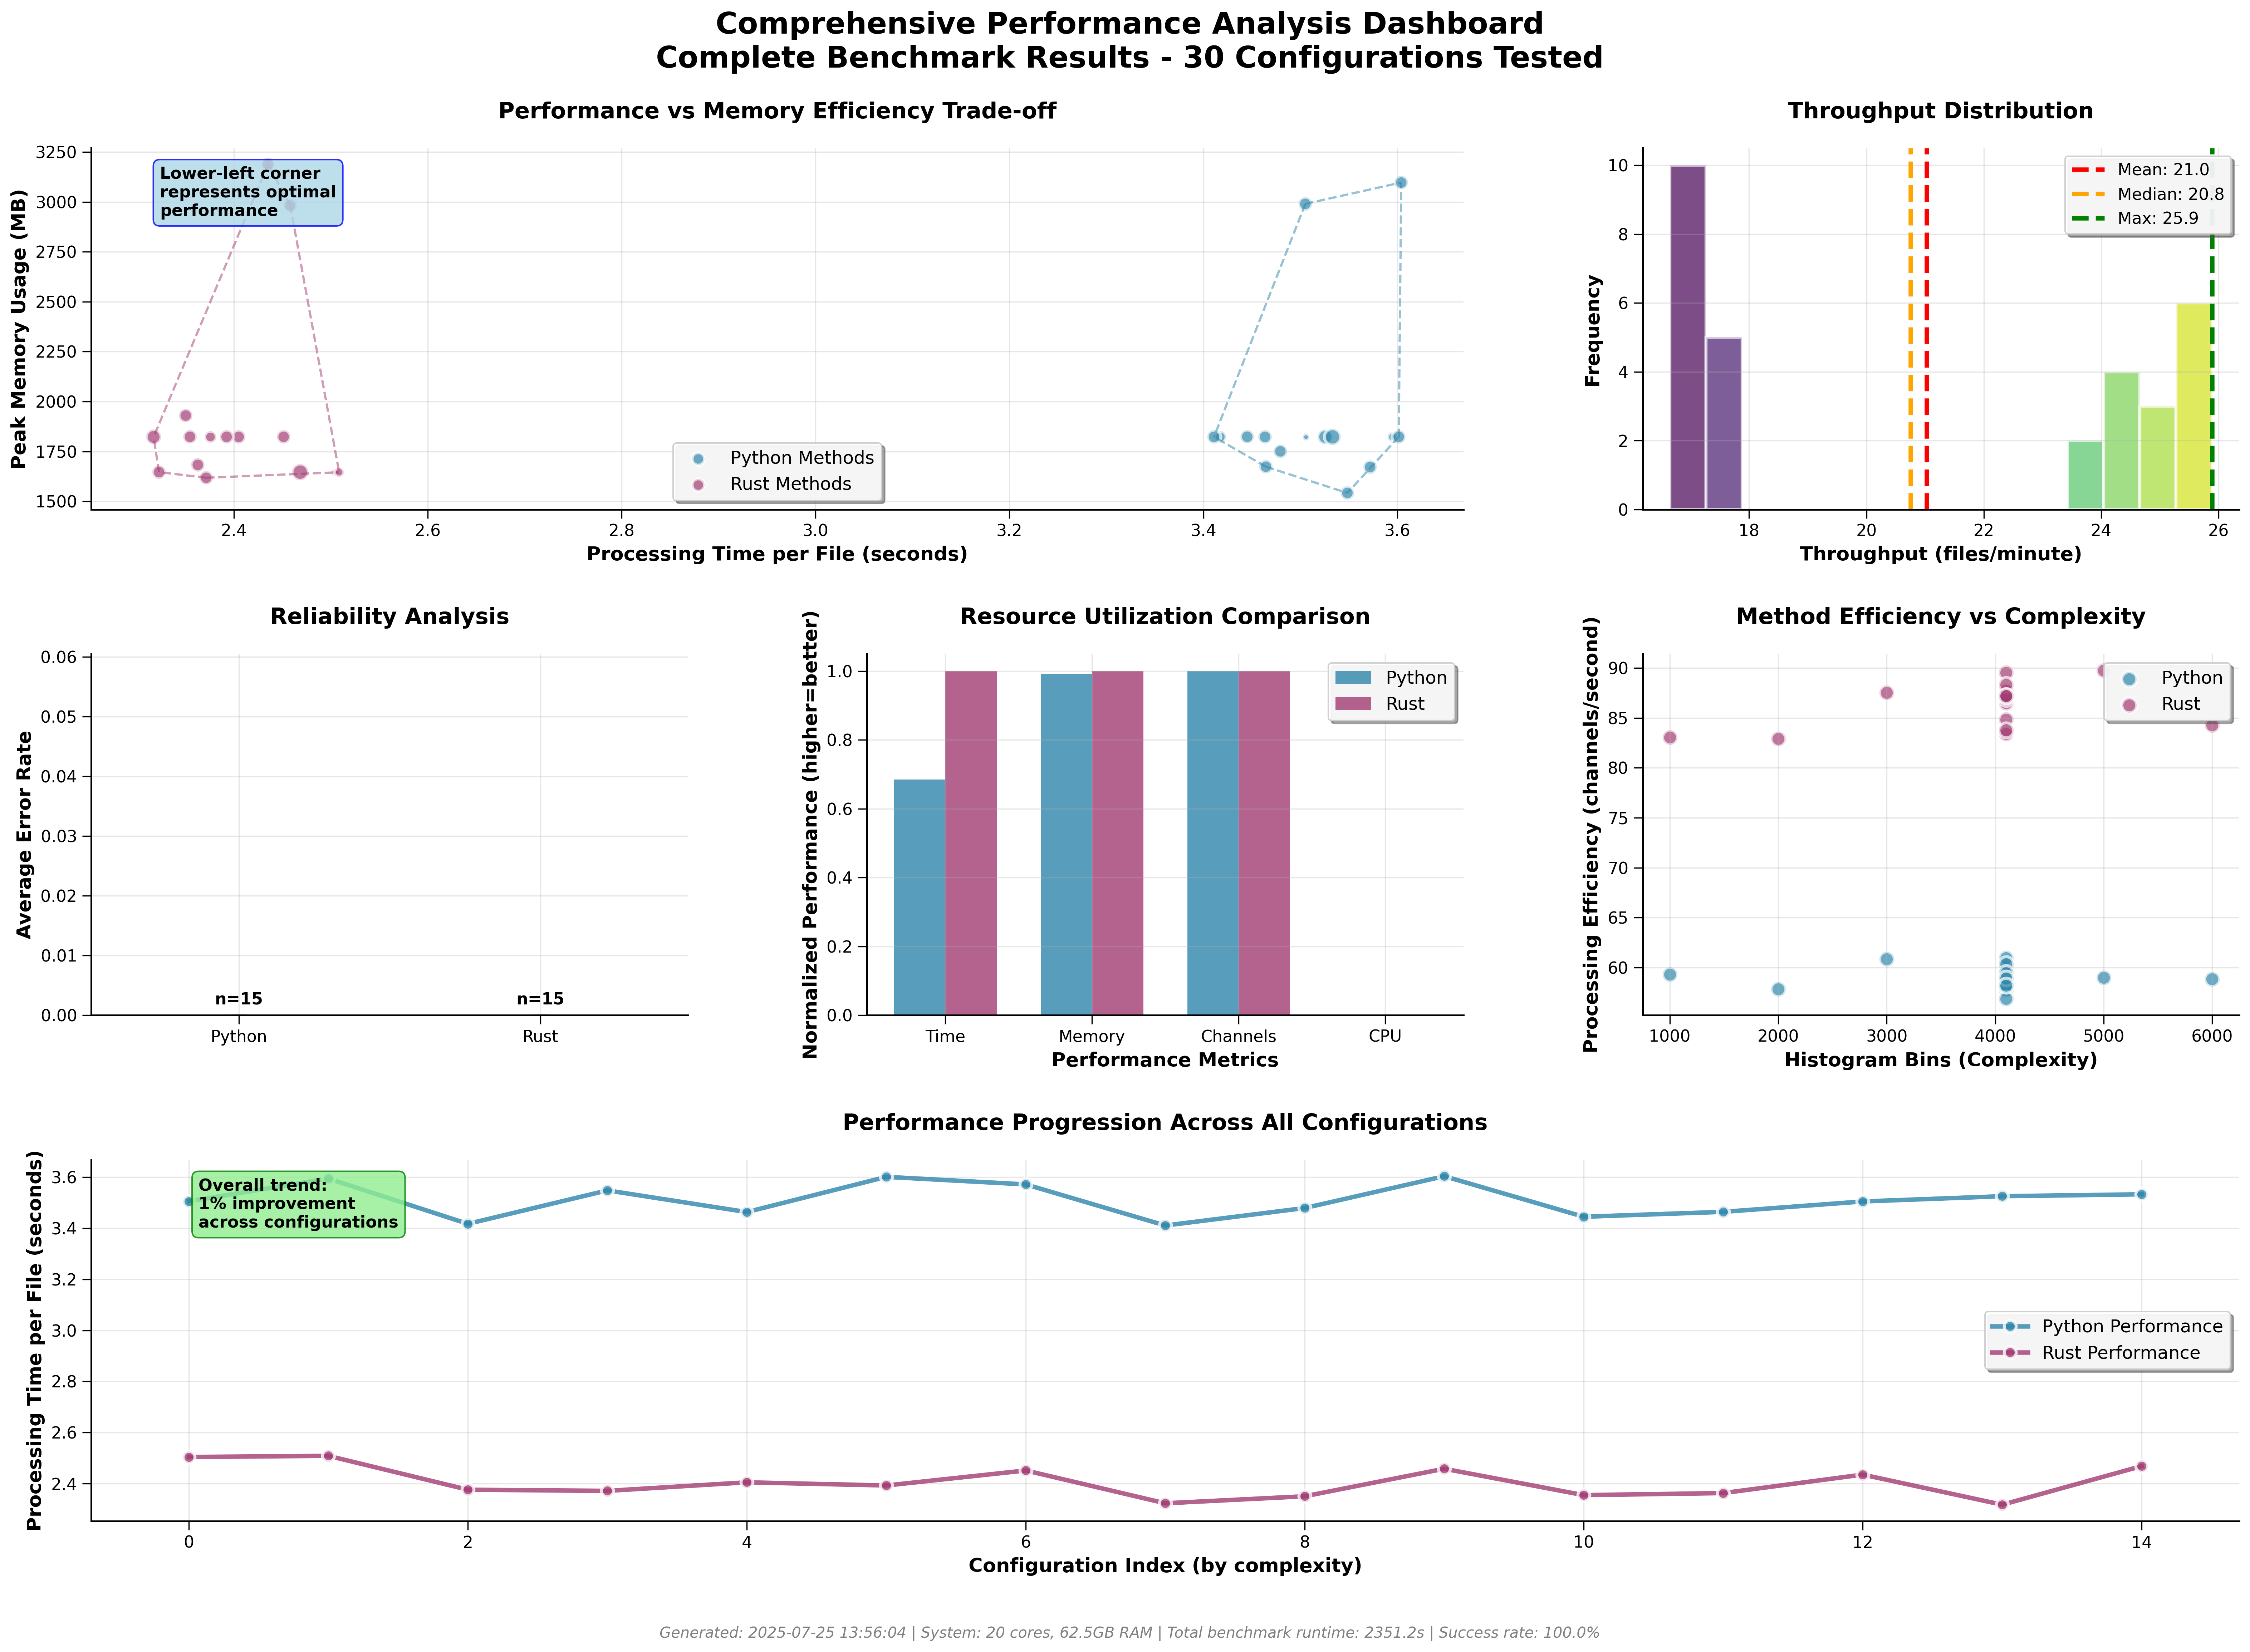 Comprehensive Performance Analysis Dashboard
Complete Benchmark Results - 30 Configurations Tested
Performance vs Memory Efficiency Trade-off
Peak Memory Usage (MB)
3250
3000
2750
2500
2250
2000
1750
1500
Lower-left corner
represents optimal
performance
Python Methods
Rust Methods
2.4
2.6
2.8
3.0
3.2
3.4
3.6
Processing Time per File (seconds)
Throughput Distribution
Frequency
10
8
6
4
2
0
Mean: 21.0
Median: 20.8
Max: 25.9
18
20
22
24
26
Throughput (files/minute)
Reliability Analysis
Average Error Rate
0.06
0.05
0.04
0.03
0.02
0.01
0.00
n=15
n=15
Python
Rust
Resource Utilization Comparison
Normalized Performance (higher=better)
1.0
0.8
0.6
0.4
0.2
0.0
Python
Rust
Time
Memory
Channels
CPU
Performance Metrics
Method Efficiency vs Complexity
Processing Efficiency (channels/second)
90
85
80
75
70
65
60
Python
Rust
1000
2000
3000
4000
5000
6000
Histogram Bins (Complexity)
Performance Progression Across All Configurations
Processing Time per File (seconds)
3.6
3.4
3.2
3.0
2.8
2.6
2.4
Overall trend:
1% improvement
across configurations
Python Performance
Rust Performance
0
2
4
6
8
10
12
14
Configuration Index (by complexity)
Generated: 2025-07-25 13:56:04 | System: 20 cores, 62.5GB RAM | Total benchmark runtime: 2351.2s | Success rate: 100.0%